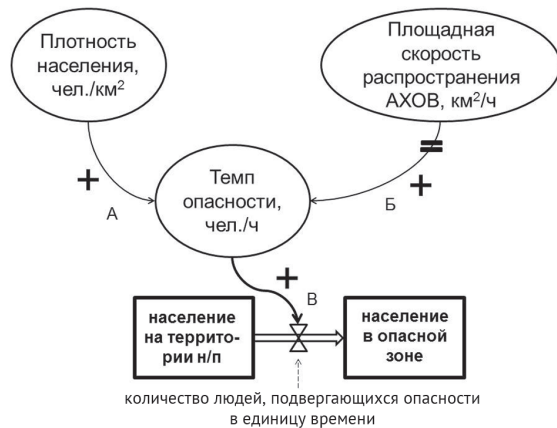 Плотность
населения,
чел./км²
Площадная
скорость
распространения
АХОВ, км²/ч
+
А
Темп
опасности,
чел./ч
+
Б
+
В
население
на террито-
рии н/п
население
в опасной
зоне
количество людей, подвергающихся опасности
в единицу времени